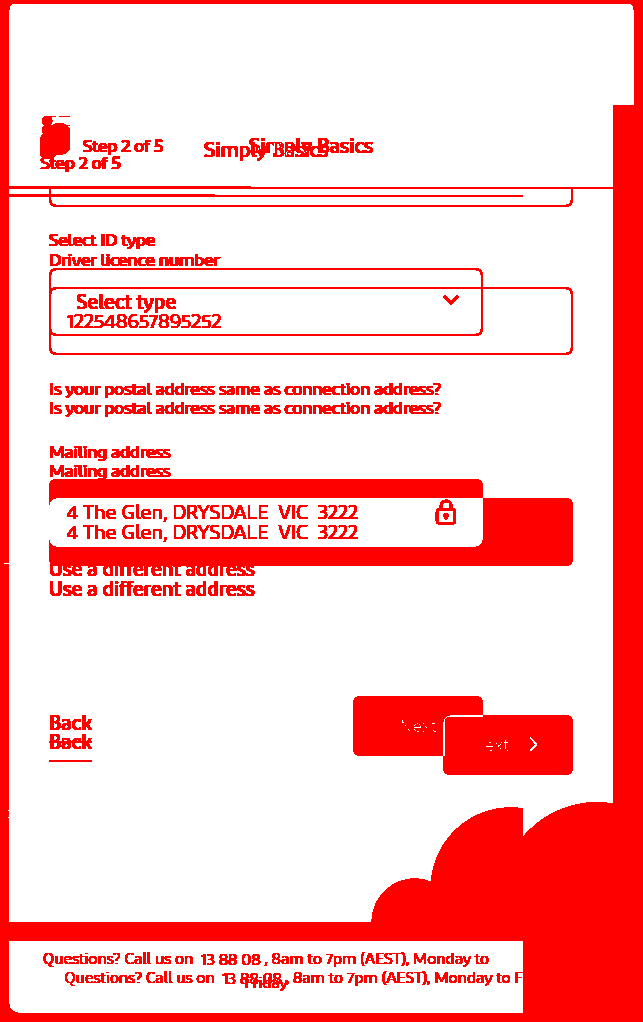 Step 2 of 5 Simply Basics
Step 2 of 5 Simply Basics
Select ID type
Driver licence number
Select type
122548657895252
Is your postal address same as connection address?
Is your postal address same as connection address?
Mailing address
Mailing address
4 The Glen, DRYSDALE VIC 3222
4 The Glen, DRYSDALE VIC 3222
Use a different address
Use a different address
Back Next
Back ext
Questions? Call us on 13 88 08, 8am to 7pm (AEST), Monday to
Questions? Call us on 13 88 08, 8am to 7pm (AEST), Monday to F
Friday